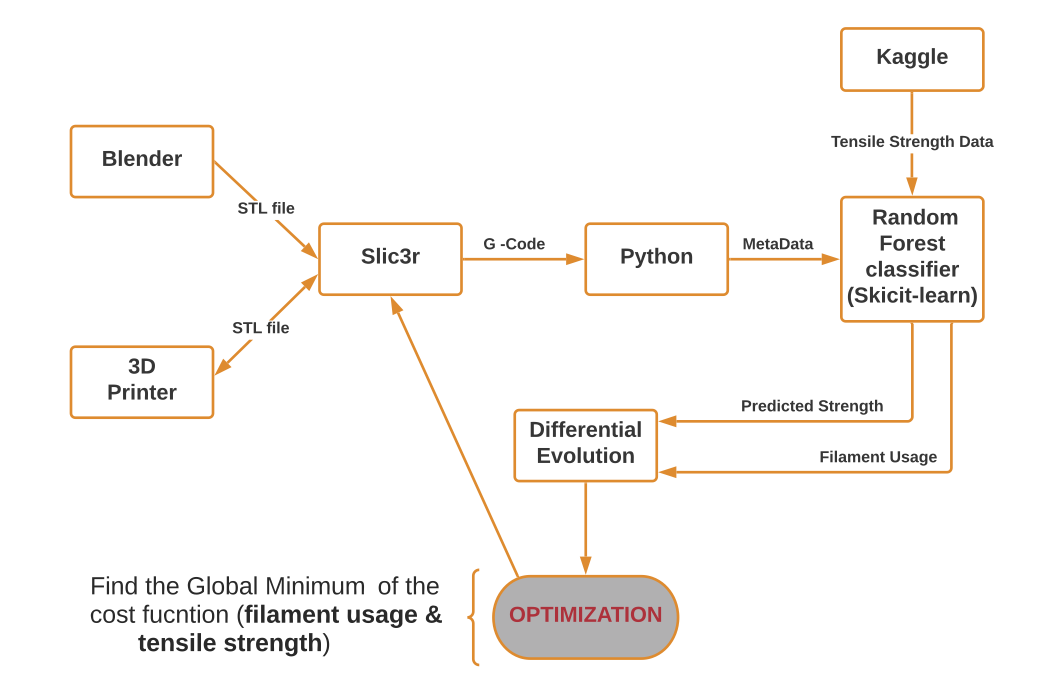 Kaggle
Tensile Strength Data
Blender
STL file
Slic3r
G -Code
Python
MetaData
Random
Forest
classifier
(Skicit-learn)
STL file
3D
Printer
Predicted Strength
Differential
Evolution
Filament Usage
Find the Global Minimum  of the
cost fucntion (filament usage &
tensile strength)
OPTIMIZATION